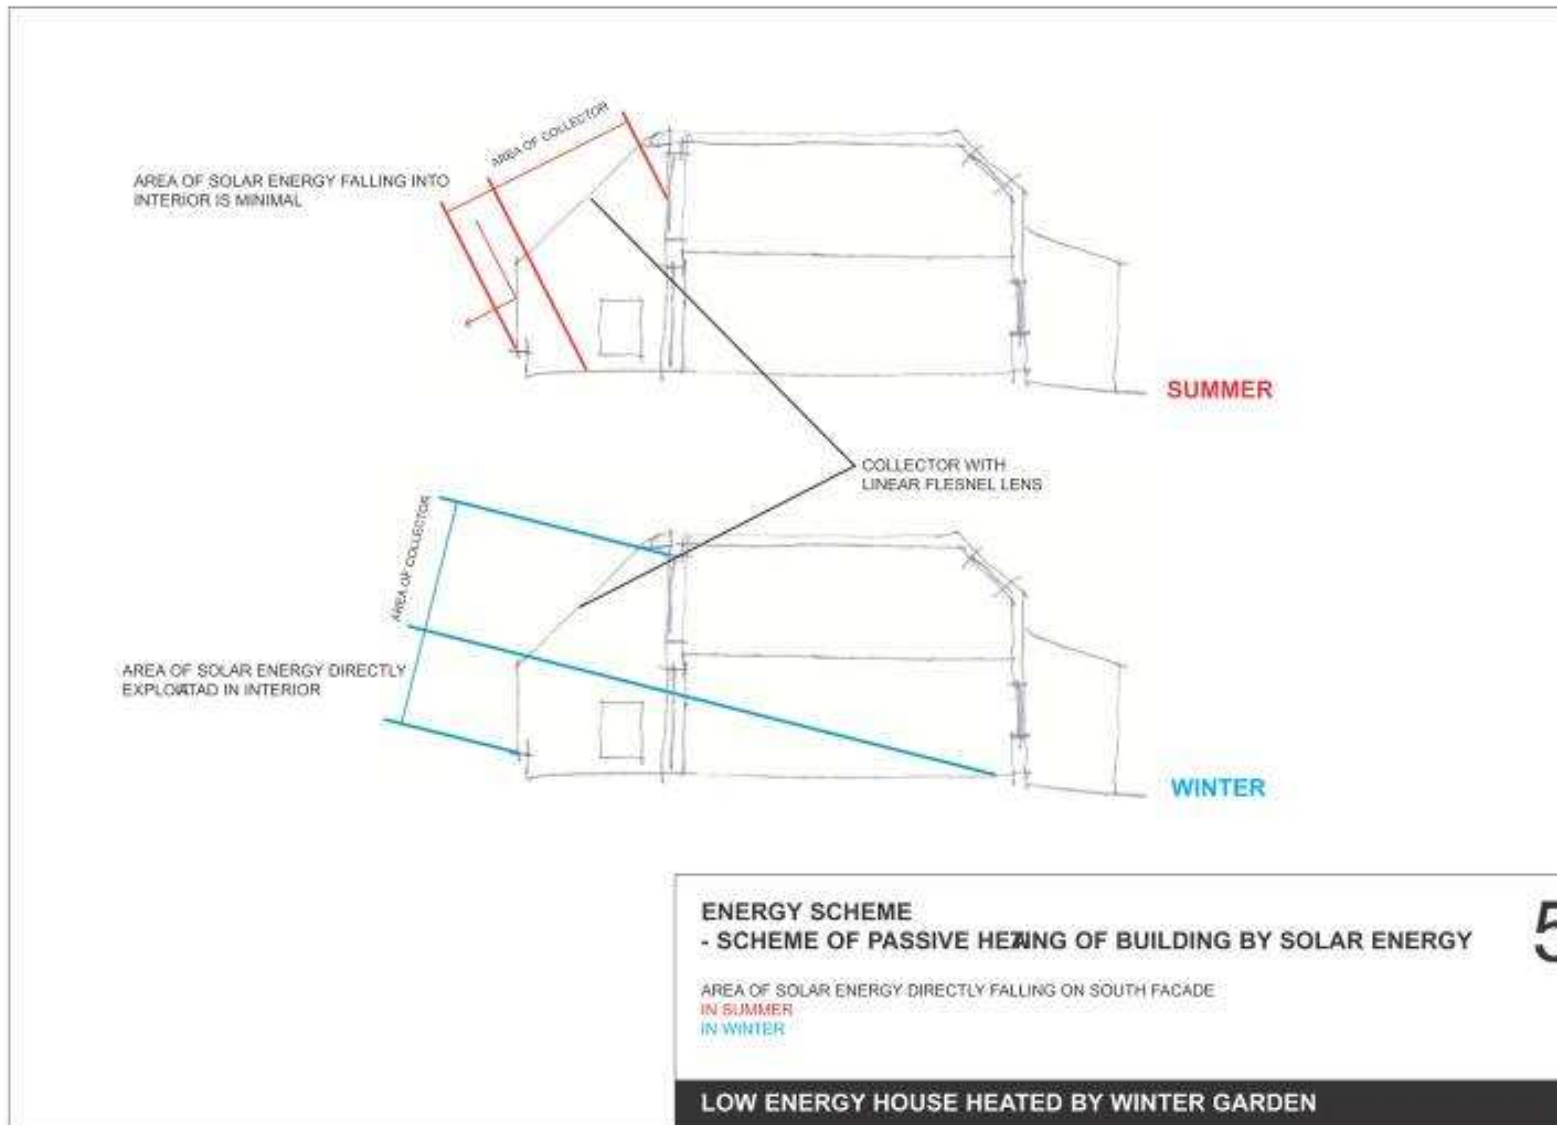 AREA OF COLLECTOR
AREA OF SOLAR ENERGY FALLING INTO
INTERIOR IS MINIMAL
SUMMER
COLLECTOR WITH
LINEAR FLESNEL LENS
AREA OF COLLECTOR
AREA OF SOLAR ENERGY DIRECTLY
EXPLOATAD IN INTERIOR
WINTER
ENERGY SCHEME
5
- SCHEME OF PASSIVE HEATING OF BUILDING BY SOLAR ENERGY
AREA OF SOLAR ENERGY DIRECTLY FALLING ON SOUTH FACADE
IN SUMMER
IN WINTER
LOW ENERGY HOUSE HEATED BY WINTER GARDEN